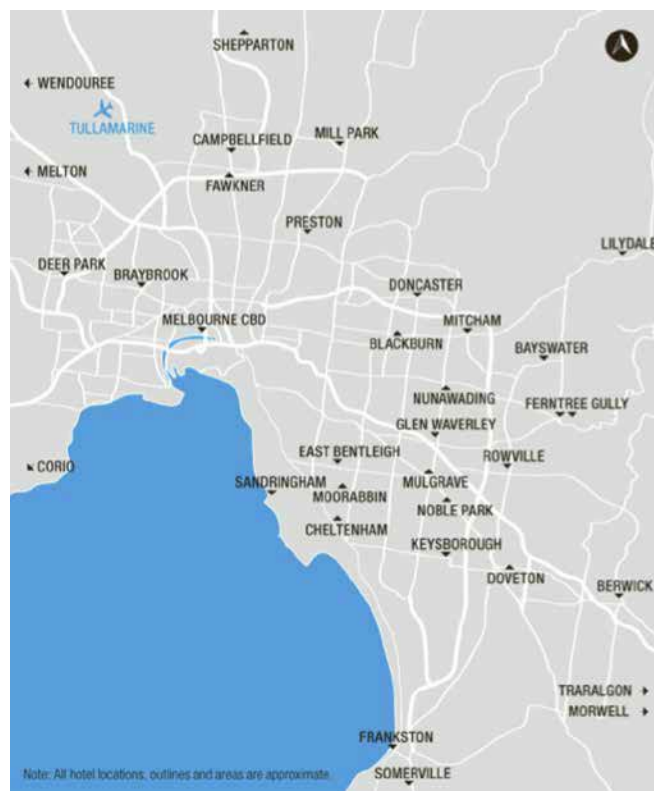 SHEPPARTON
WENDOUREE
TULLAMARINE
CAMPBELLFIELD
MILL PARK
MELTON
FAWKNER
PRESTON
LILYDALE
DEER PARK
BRAYBROOK
DONCASTER
MELBOURNE CBD
MITCHAM
BLACKBURN
BAYSWATER
NUNAWADING
FERNTREE GULLY
GLEN WAVERLEY
EAST BENTLEIGH
ROWVILLE
CORIO
SANDRINGHAM
MULGRAVE
MOORABBIN
NOBLE PARK
CHELTENHAM
KEYSBOROUGH
DOVETON
BERWICK
TRARALGON
MORWELL
FRANKSTON
Note: All hotel locations, outlines and areas are approximate.
SOMERVILLE